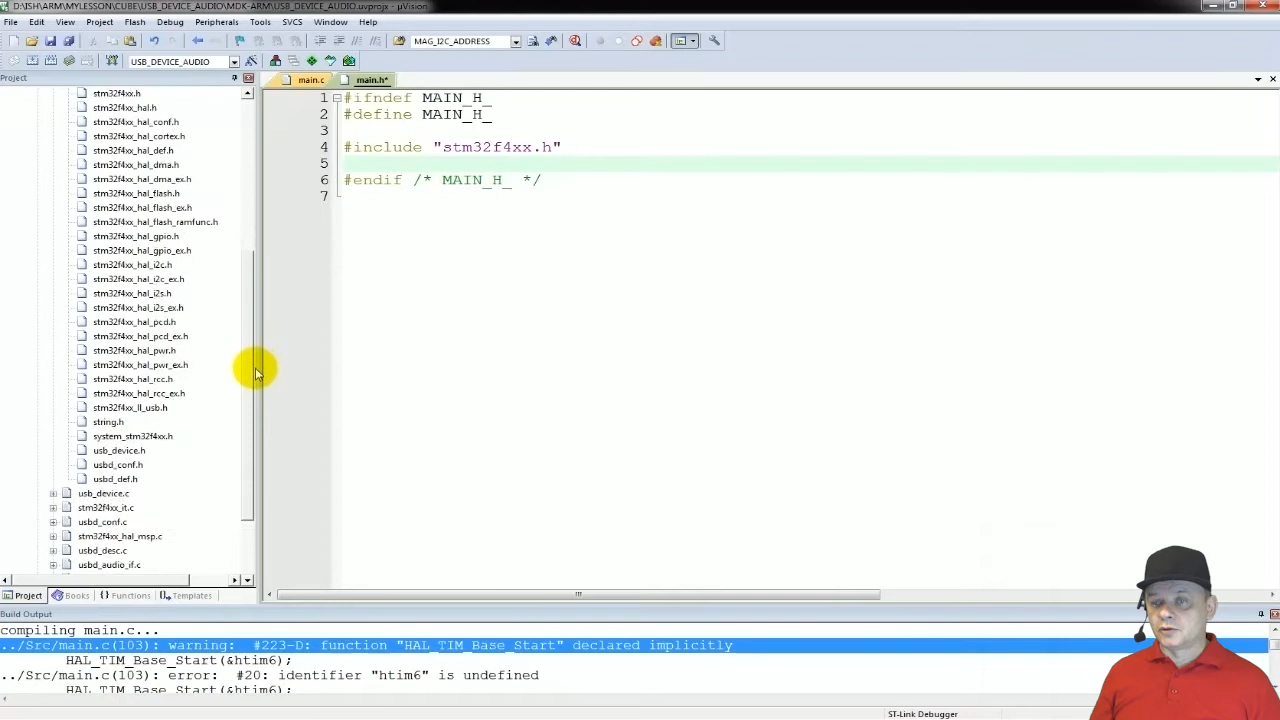 D:\ISH\ARM\MYLESSON\CUBE\USB_DEVICE_AUDIO\MDK-ARM\USB_DEVICE_AUDIO.uvprojx - µVision
File Edit View Project Flash Debug Peripherals Tools SVCS Window Help
MAG_I2C_ADDRESS
USB_DEVICE_AUDIO
Project
main.c
main.h*
stm32f4xx.h
stm32f4xx_hal.h
stm32f4xx_hal_conf.h
stm32f4xx_hal_cortex.h
stm32f4xx_hal_def.h
stm32f4xx_hal_dma.h
stm32f4xx_hal_dma_ex.h
stm32f4xx_hal_flash.h
stm32f4xx_hal_flash_ex.h
stm32f4xx_hal_flash_ramfunc.h
stm32f4xx_hal_gpio.h
stm32f4xx_hal_gpio_ex.h
stm32f4xx_hal_i2c.h
stm32f4xx_hal_i2c_ex.h
stm32f4xx_hal_i2s.h
stm32f4xx_hal_i2s_ex.h
stm32f4xx_hal_pcd.h
stm32f4xx_hal_pcd_ex.h
stm32f4xx_hal_pwr.h
stm32f4xx_hal_pwr_ex.h
stm32f4xx_hal_rcc.h
stm32f4xx_hal_rcc_ex.h
stm32f4xx_ll_usb.h
string.h
system_stm32f4xx.h
usb_device.h
usbd_conf.h
usbd_def.h
usb_device.c
stm32f4xx_it.c
usbd_conf.c
stm32f4xx_hal_msp.c
usbd_desc.c
usbd_audio_if.c
Project Books Functions Templates
1 #ifndef MAIN_H_
2 #define MAIN_H_
3
4 #include "stm32f4xx.h"
5
6 #endif /* MAIN_H_ */
7
Build Output
compiling main.c...
../Src/main.c(103): warning: #223-D: function "HAL_TIM_Base_Start" declared implicitly
HAL_TIM_Base_Start(&htim6);
../Src/main.c(103): error: #20: identifier "htim6" is undefined
HAL_TIM_Base_Start(&htim6);
ST-Link Debugger